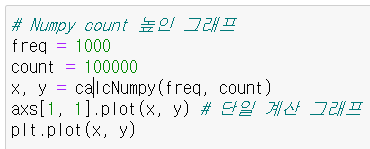 # Numpy count 높인 그래프
freq = 1000
count = 100000
x, y = calcNumpy(freq, count)
axs[1, 1].plot(x, y) # 단일 계산 그래프
plt.plot(x, y)